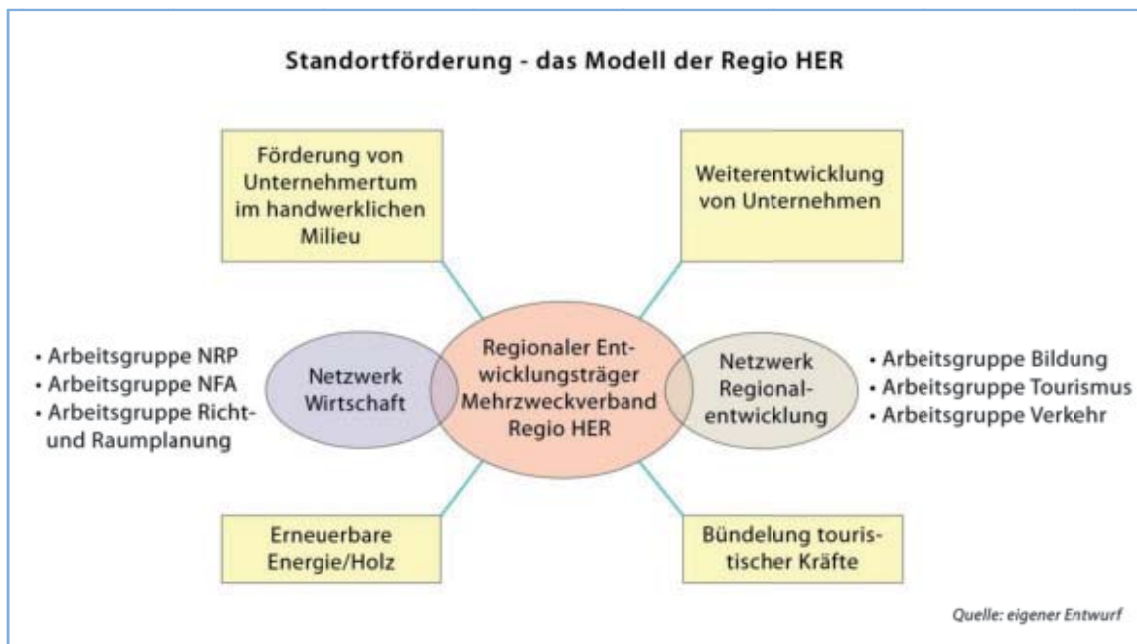 Standortförderung - das Modell der Regio HER
Förderung von
Unternehmertum
im handwerklichen
Milieu
Weiterentwicklung
von Unternehmen
• Arbeitsgruppe NRP
• Arbeitsgruppe NFA
• Arbeitsgruppe Richt-
und Raumplanung
Netzwerk
Wirtschaft
Regionaler Ent-
wicklungsträger
Mehrzweckverband
Regio HER
Netzwerk
Regional-
entwicklung
• Arbeitsgruppe Bildung
• Arbeitsgruppe Tourismus
• Arbeitsgruppe Verkehr
Erneuerbare
Energie/Holz
Bündelung touris-
tischer Kräfte
Quelle: eigener Entwurf